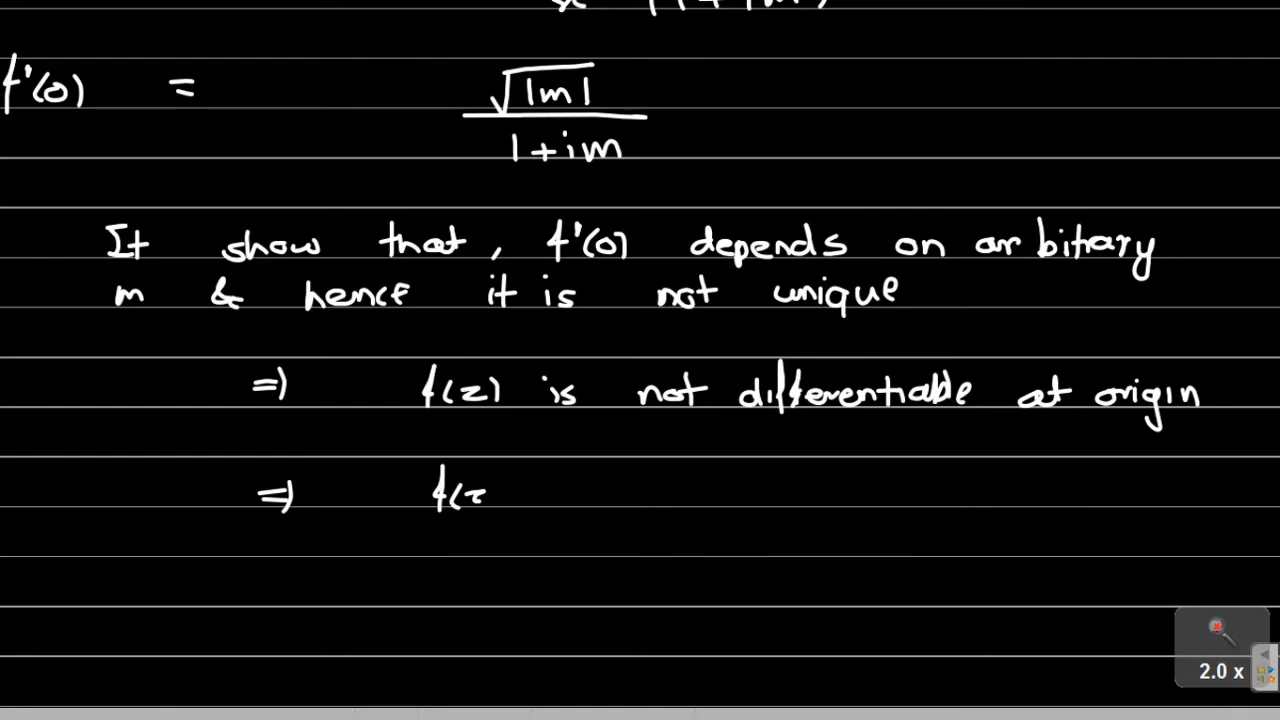 f'(0) = √|m| / 1+im
It show that, f'(0) depends on arbitrary
m & hence it is not unique
⇒ f(z) is not differentiable at origin
⇒ f(z
2.0 x